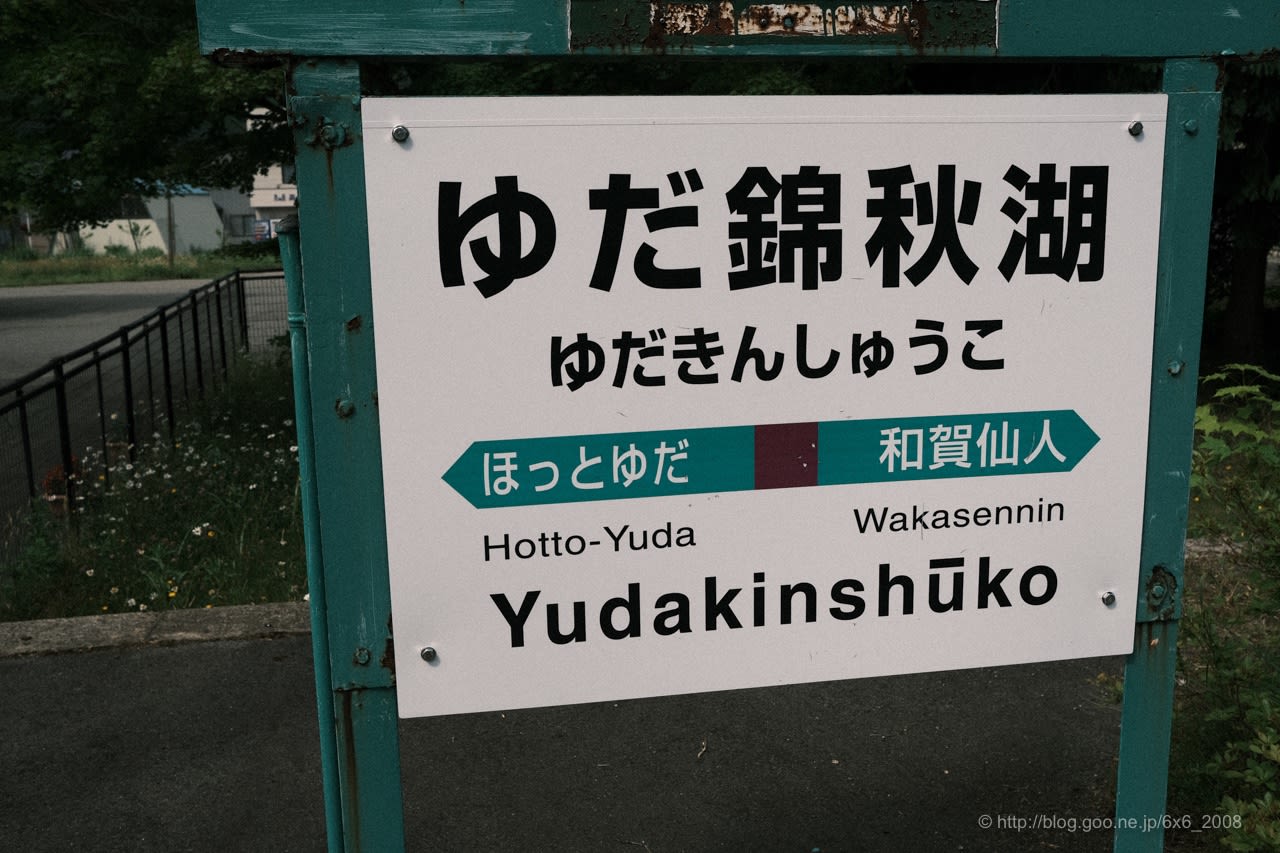 ゆだ錦秋湖
ゆだきんしゅうこ
ほっとゆだ 和賀仙人
Hotto-Yuda Wakasennin
Yudakinshūko
© http://blog.goo.ne.jp/6x6_2008